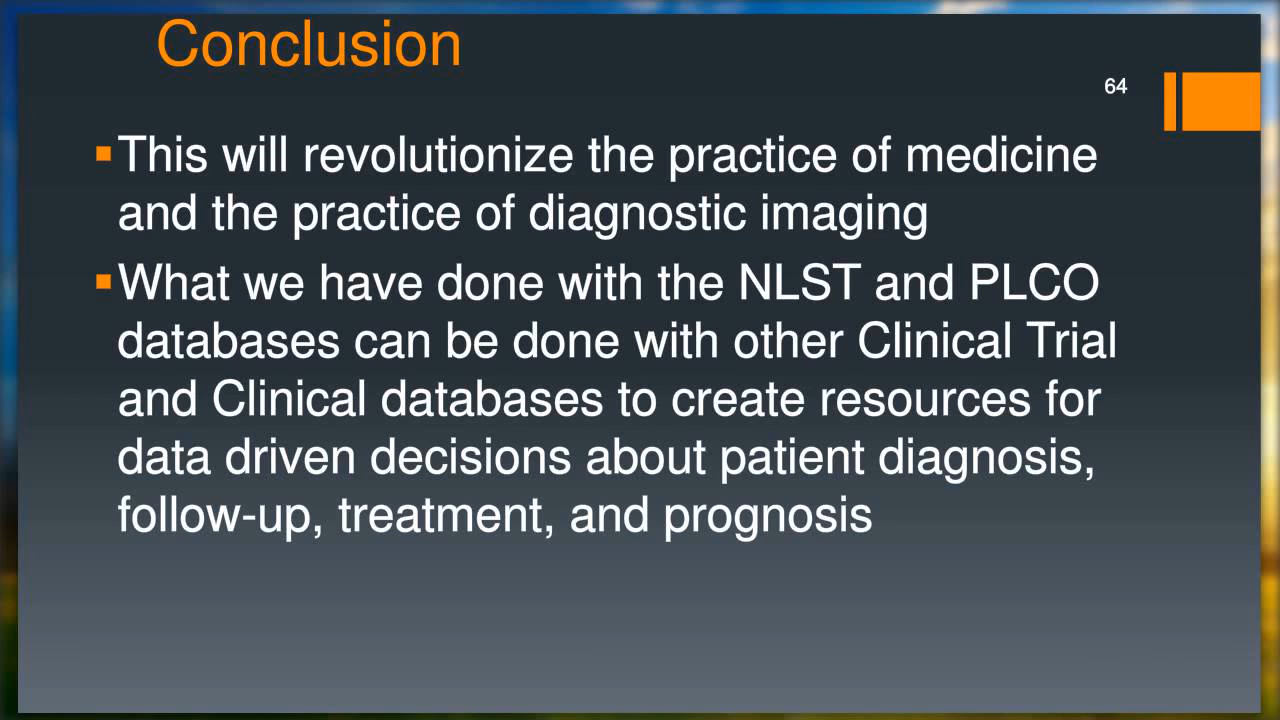 Conclusion
64
▪This will revolutionize the practice of medicine
and the practice of diagnostic imaging
▪What we have done with the NLST and PLCO
databases can be done with other Clinical Trial
and Clinical databases to create resources for
data driven decisions about patient diagnosis,
follow-up, treatment, and prognosis